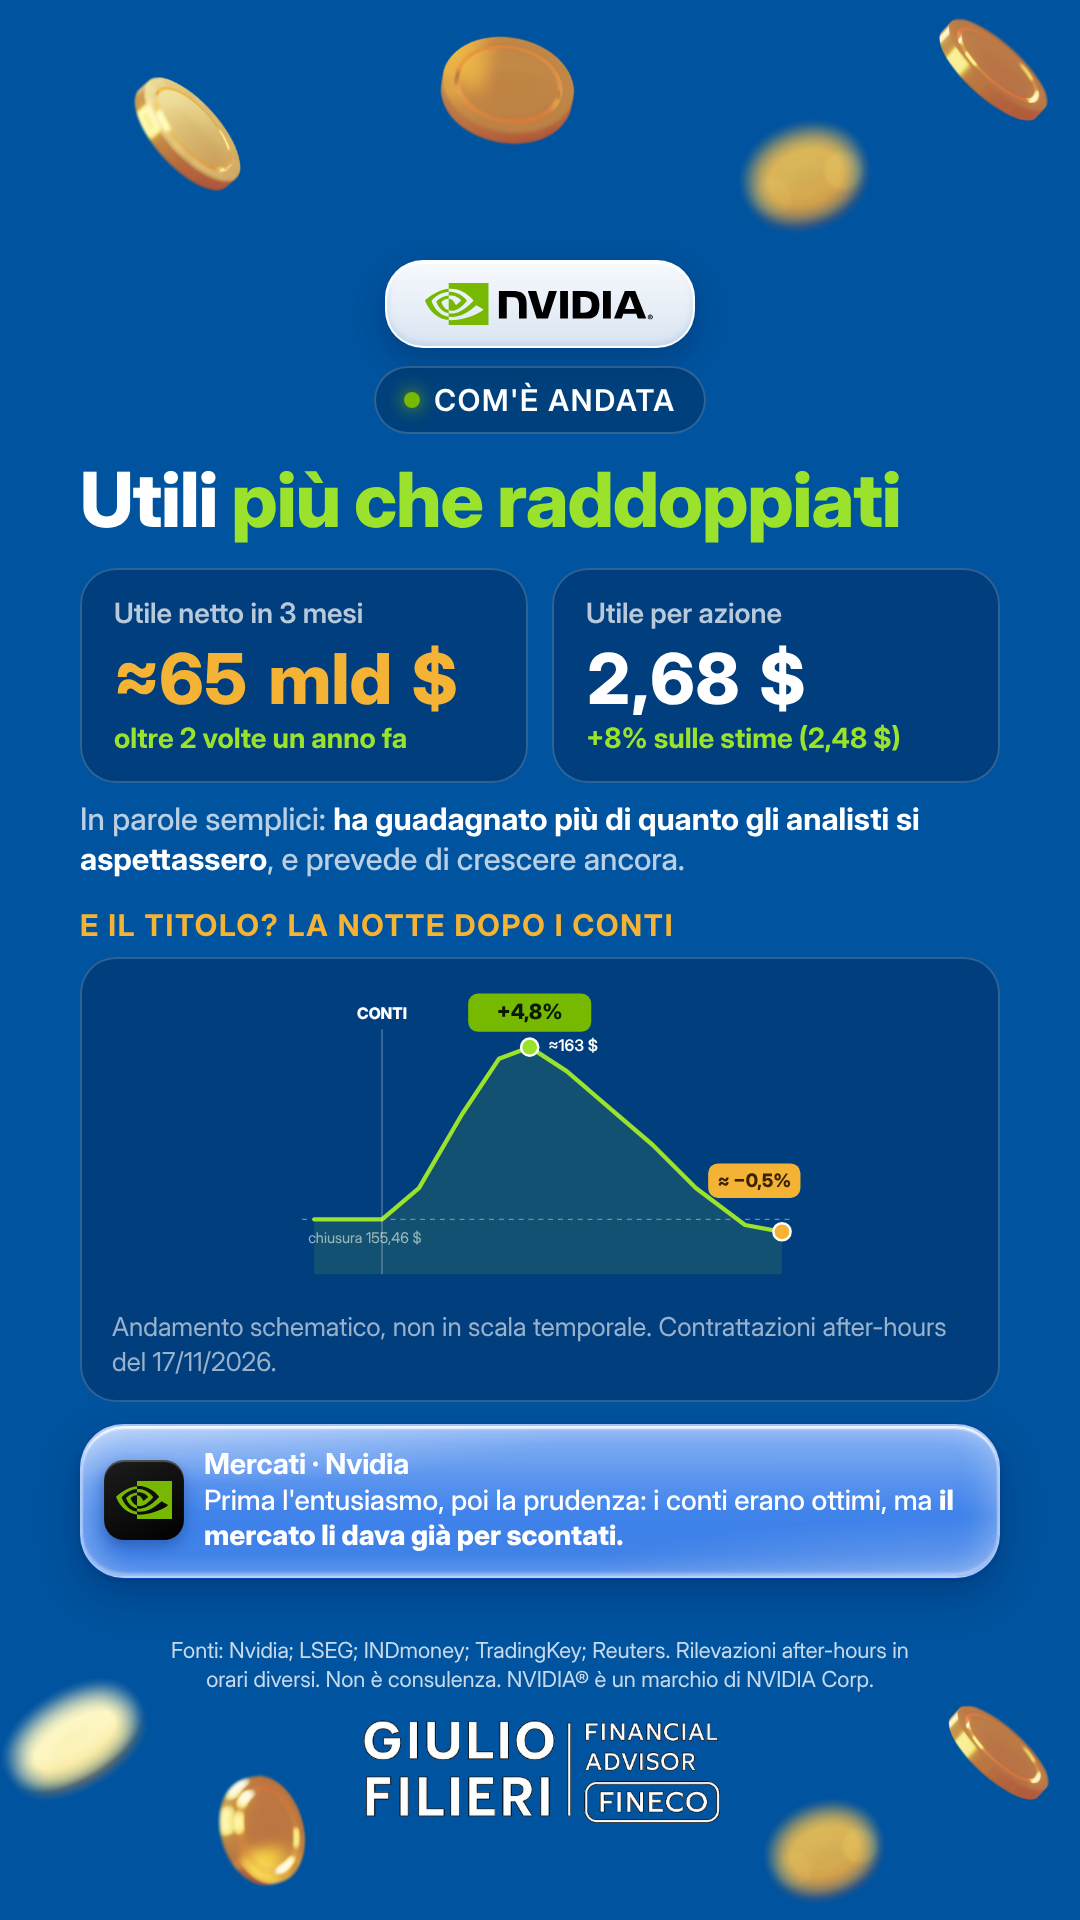 NVIDIA®
COM'È ANDATA
Utili più che raddoppiati
Utile netto in 3 mesi
≈65 mld $
oltre 2 volte un anno fa
Utile per azione
2,68 $
+8% sulle stime (2,48 $)
In parole semplici: ha guadagnato più di quanto gli analisti si
aspettassero, e prevede di crescere ancora.
E IL TITOLO? LA NOTTE DOPO I CONTI
CONTI
+4,8%
≈163 $
≈ −0,5%
chiusura 155,46 $
Andamento schematico, non in scala temporale. Contrattazioni after-hours
del 17/11/2026.
Mercati · Nvidia
Prima l'entusiasmo, poi la prudenza: i conti erano ottimi, ma il
mercato li dava già per scontati.
Fonti: Nvidia; LSEG; INDmoney; TradingKey; Reuters. Rilevazioni after-hours in
orari diversi. Non è consulenza. NVIDIA® è un marchio di NVIDIA Corp.
GIULIO
FILIERI
FINANCIAL
ADVISOR
FINECO